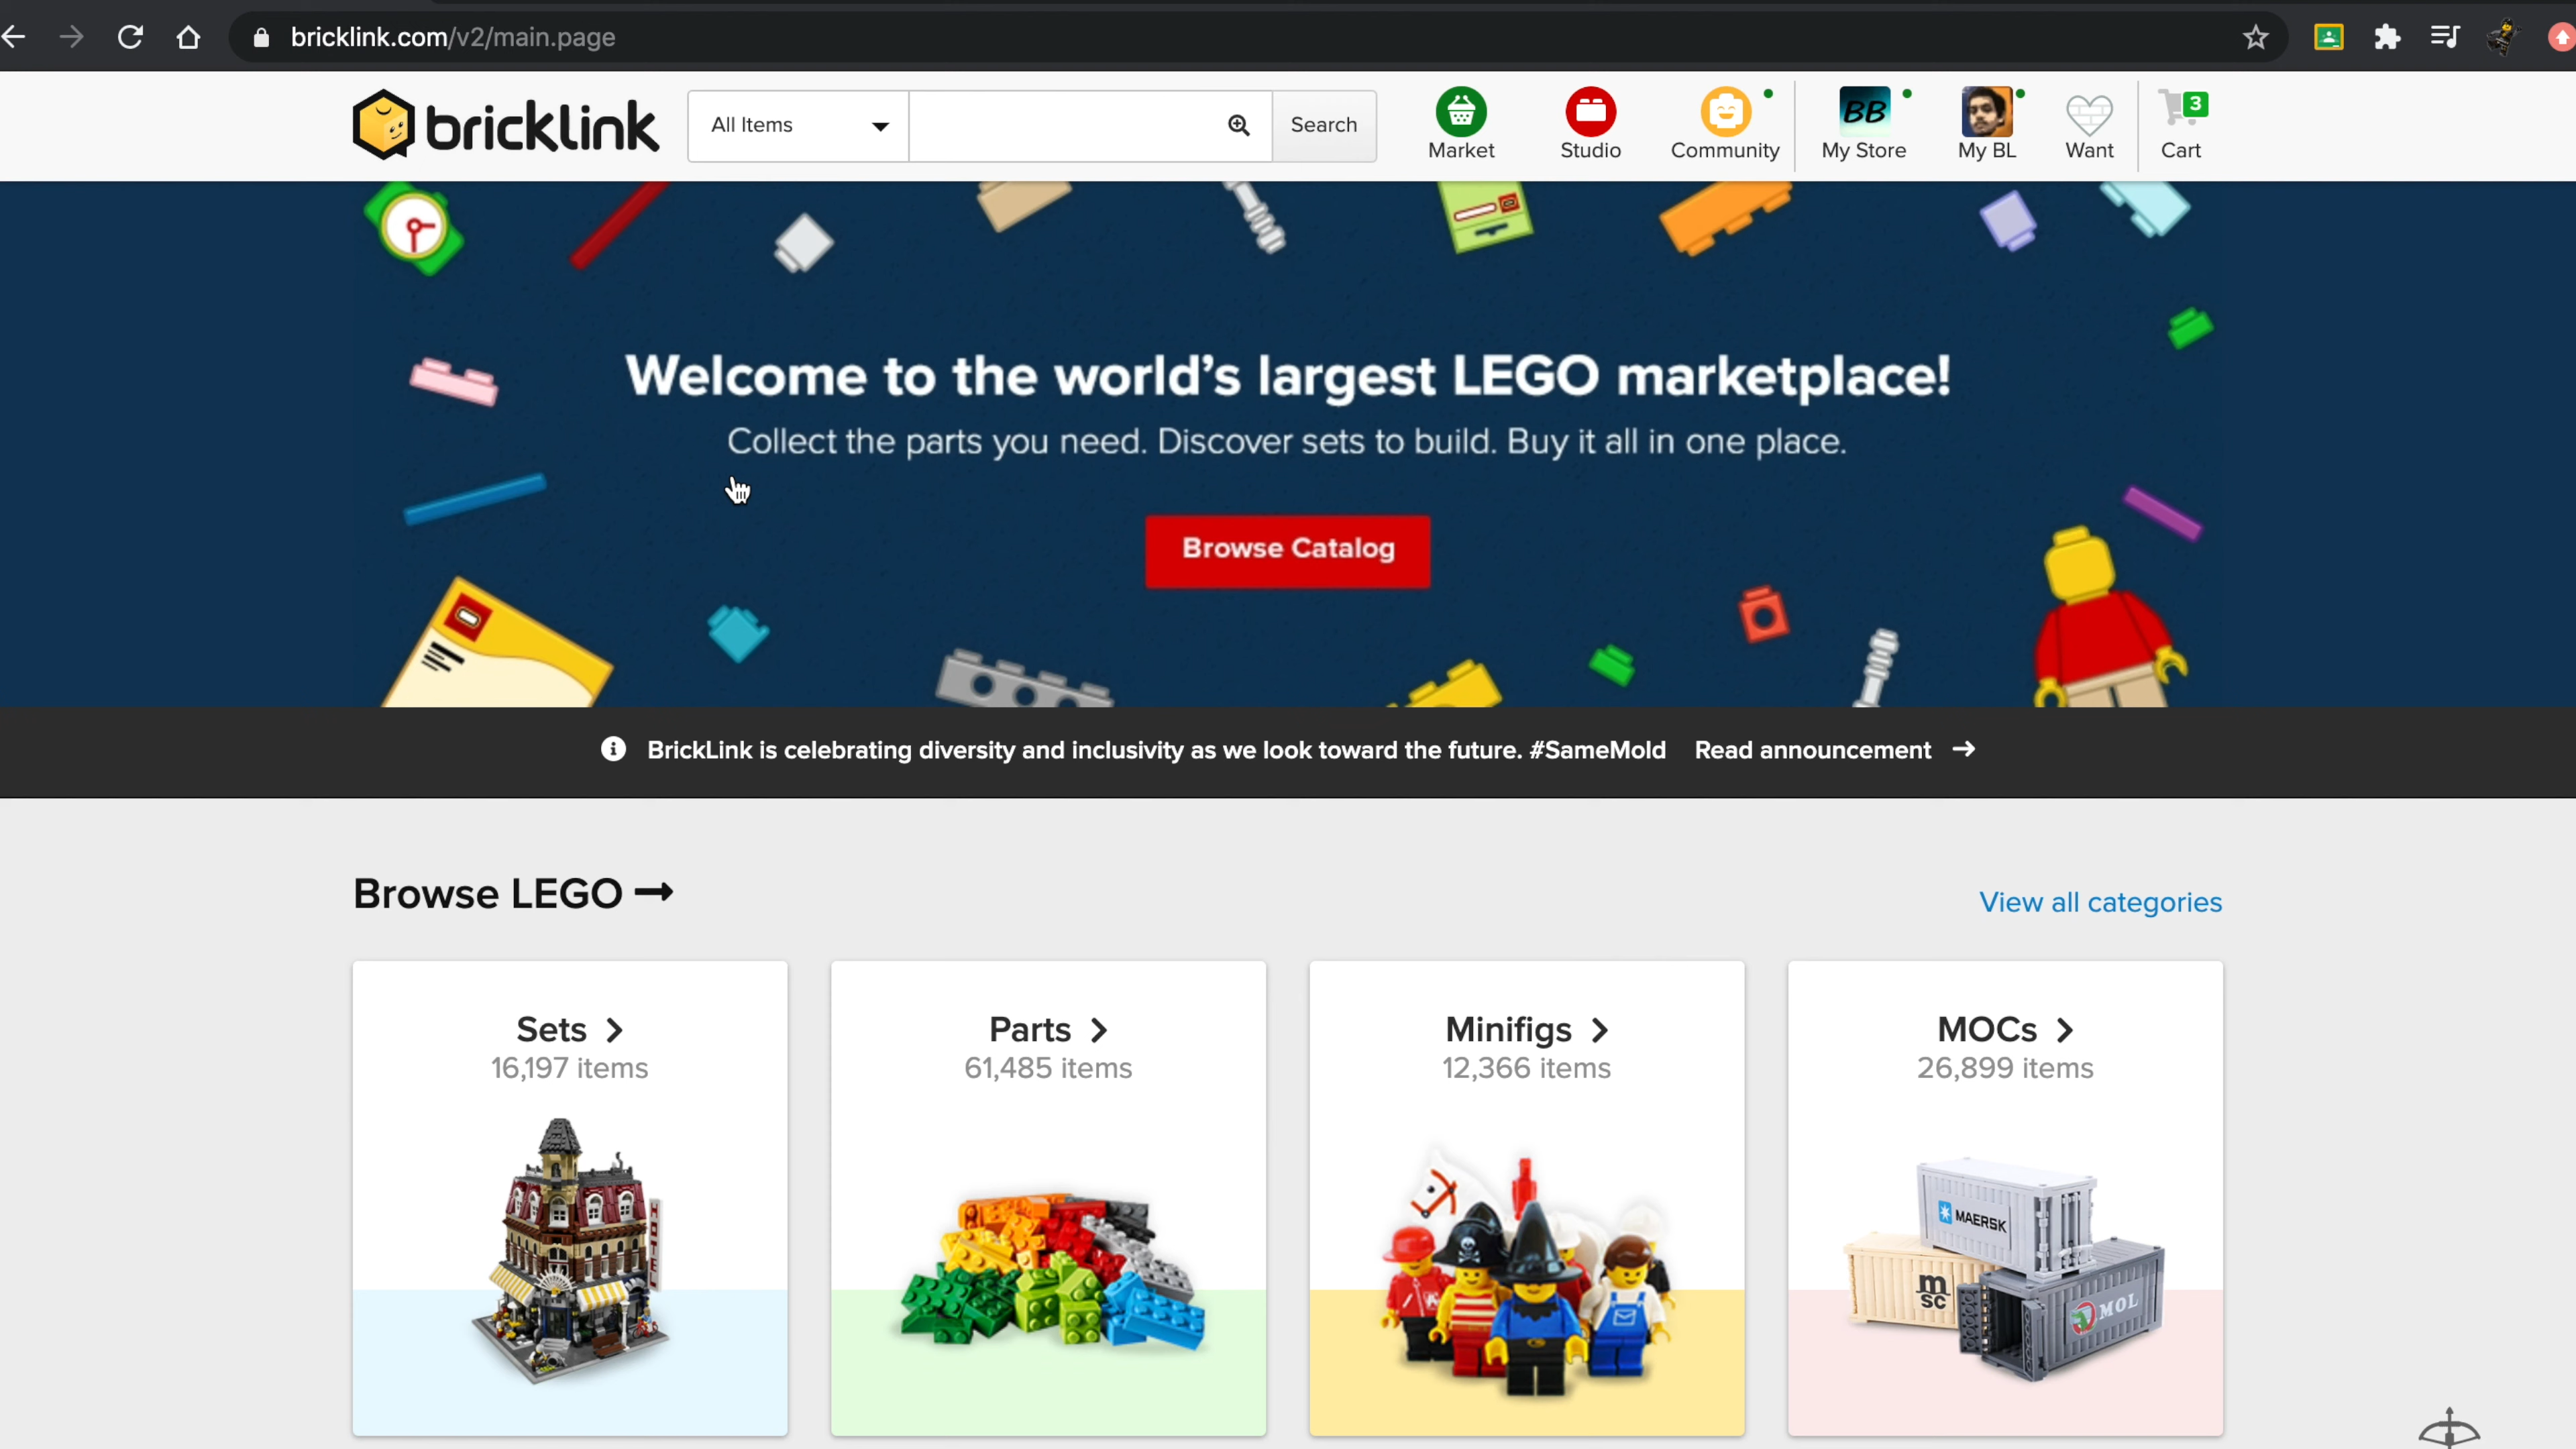 bricklink.com/v2/main.page
bricklink
All Items
Search
Market
Studio
Community
BB
My Store
My BL
Want
3
Cart
Welcome to the world's largest LEGO marketplace!
Collect the parts you need. Discover sets to build. Buy it all in one place.
Browse Catalog
BrickLink is celebrating diversity and inclusivity as we look toward the future. #SameMold Read announcement →
Browse LEGO →
View all categories
Sets >
16,197 items
Parts >
61,485 items
Minifigs >
12,366 items
MOCs >
26,899 items
HOTEL
MAERSK
m
SC
MOL